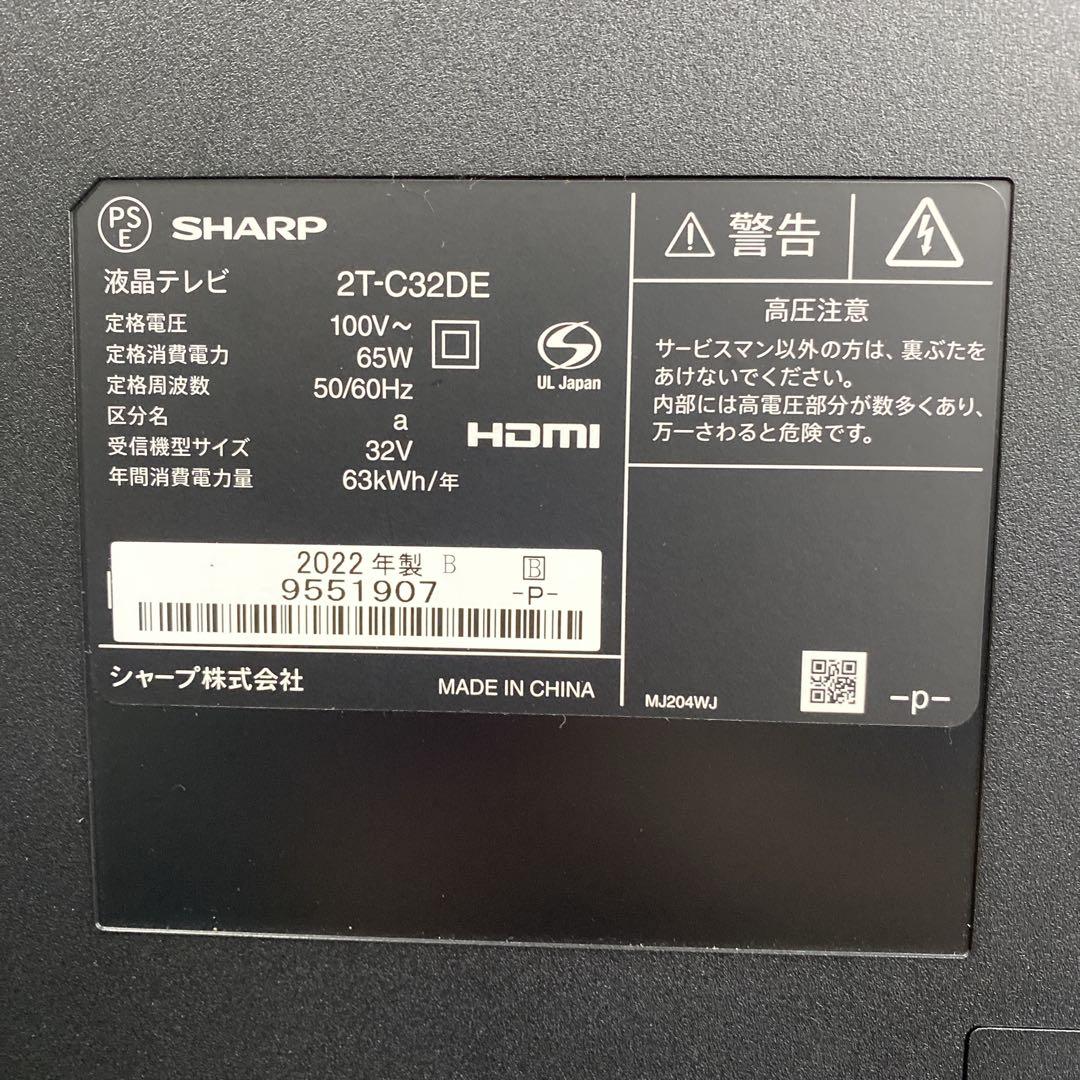 PS
E
SHARP
液晶テレビ 2T-C32DE
定格電圧 100V～
定格消費電力 65W
定格周波数 50/60Hz
区分名 a
受信機型サイズ 32V
年間消費電力量 63kWh/年
UL Japan
HDMI
2022年製 B B
9551907 -P-
シャープ株式会社 MADE IN CHINA
警告
高圧注意
サービスマン以外の方は、裏ぶたを
あけないでください。
内部には高電圧部分が数多くあり、
万一さわると危険です。
MJ204WJ -p-